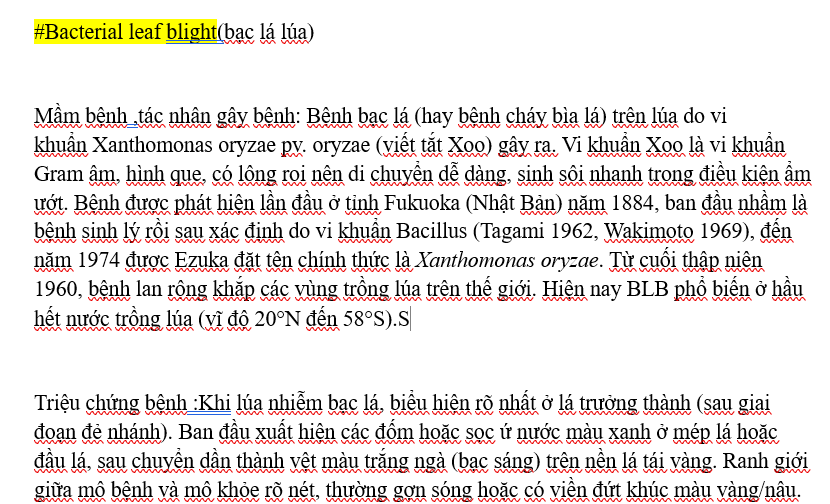 #Bacterial leaf blight(bạc lá lúa)
Mầm bệnh ,tác nhân gây bệnh: Bệnh bạc lá (hay bệnh cháy bìa lá) trên lúa do vi
khuẩn Xanthomonas oryzae pv. oryzae (viết tắt Xoo) gây ra. Vi khuẩn Xoo là vi khuẩn
Gram âm, hình que, có lông roi nên di chuyển dễ dàng, sinh sôi nhanh trong điều kiện ẩm
ướt. Bệnh được phát hiện lần đầu ở tỉnh Fukuoka (Nhật Bản) năm 1884, ban đầu nhầm là
bệnh sinh lý rồi sau xác định do vi khuẩn Bacillus (Tagami 1962, Wakimoto 1969), đến
năm 1974 được Ezuka đặt tên chính thức là Xanthomonas oryzae. Từ cuối thập niên
1960, bệnh lan rộng khắp các vùng trồng lúa trên thế giới. Hiện nay BLB phổ biến ở hầu
hết nước trồng lúa (vĩ độ 20°N đến 58°S).S
Triệu chứng bệnh :Khi lúa nhiễm bạc lá, biểu hiện rõ nhất ở lá trưởng thành (sau giai
đoạn đẻ nhánh). Ban đầu xuất hiện các đốm hoặc sọc ứ nước màu xanh ở mép lá hoặc
đầu lá, sau chuyển dần thành vệt màu trắng ngà (bạc sáng) trên nền lá tái vàng. Ranh giới
giữa mô bệnh và mô khỏe rõ nét, thường gợn sóng hoặc có viền đứt khúc màu vàng/nâu.